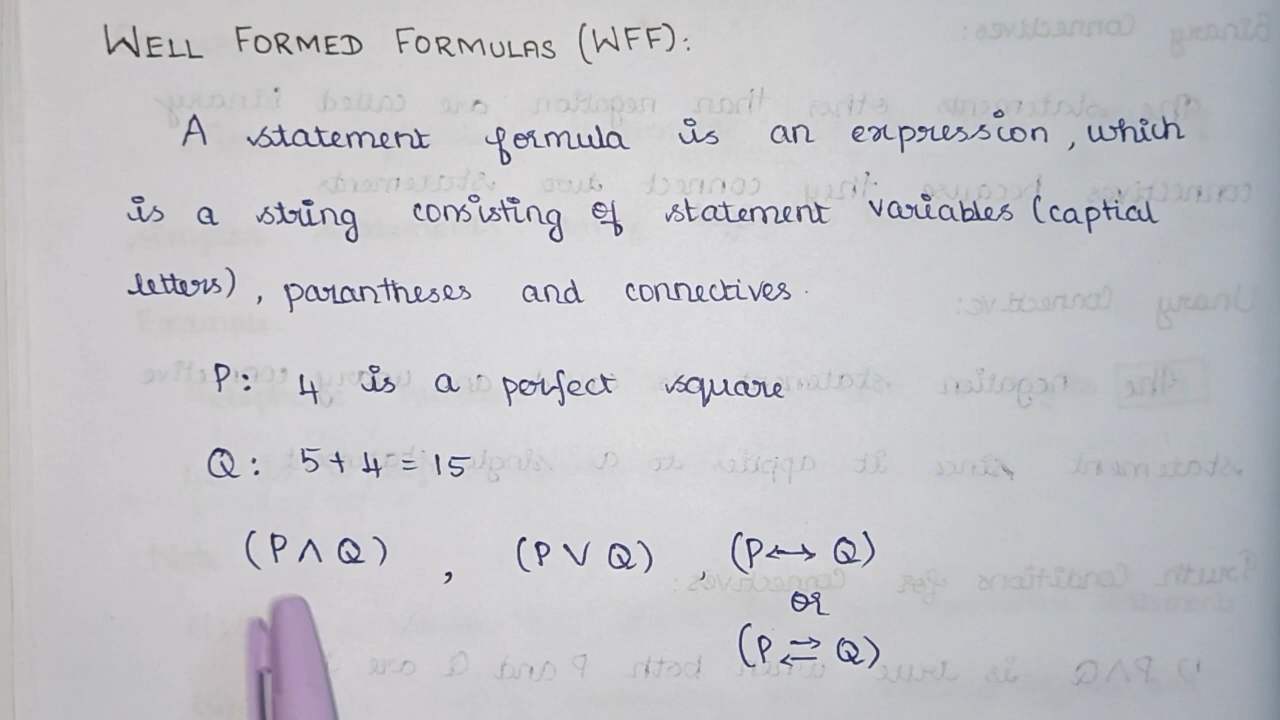 WELL FORMED FORMULAS (WFF):
A statement formula is an expression, which
is a string consisting of statement variables (captial
letters), parantheses and connectives.
P: 4 is a perfect square
Q: 5+4=15
(P∧Q) , (P∨Q) , (P↔Q)
or
(P⇄Q)